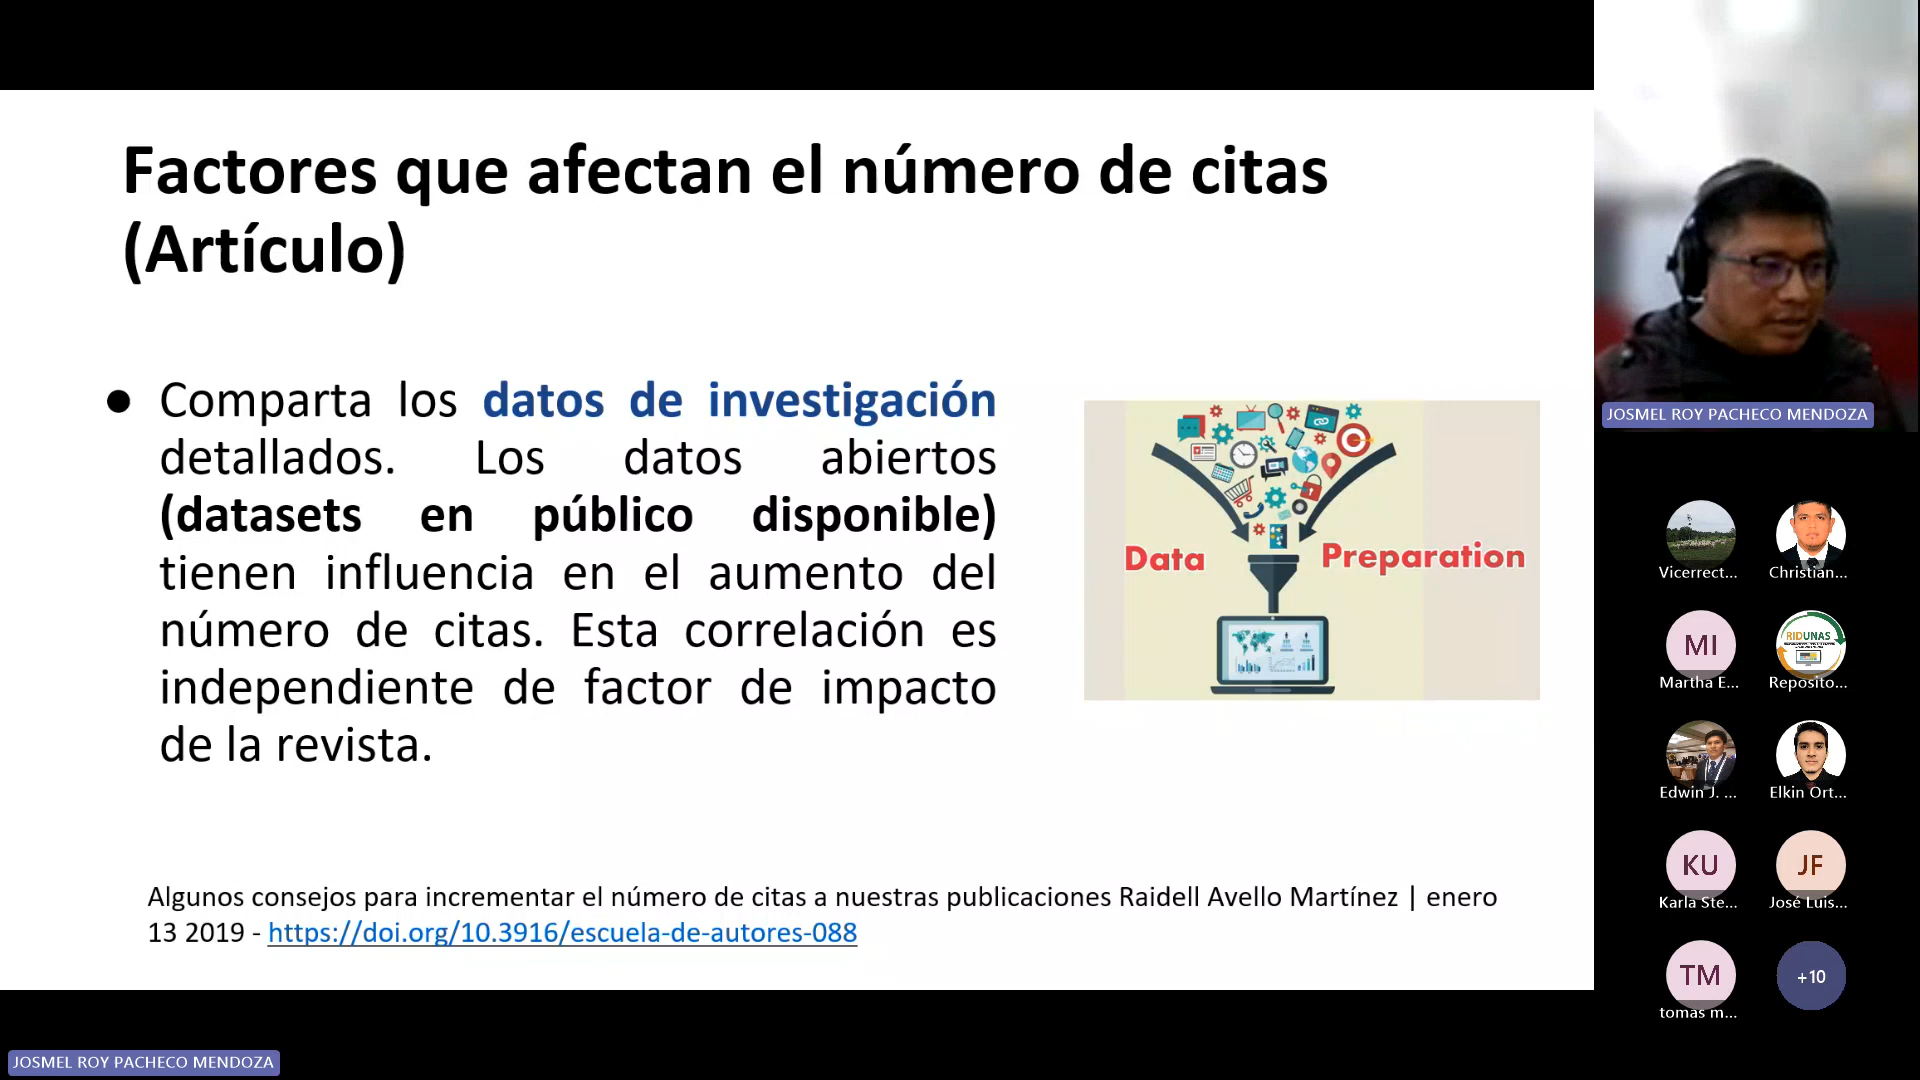 Factores que afectan el número de citas
(Artículo)
● Comparta los datos de investigación
detallados. Los datos abiertos
(datasets en público disponible)
tienen influencia en el aumento del
número de citas. Esta correlación es
independiente de factor de impacto
de la revista.
Data Preparation
Algunos consejos para incrementar el número de citas a nuestras publicaciones Raidell Avello Martínez | enero
13 2019 - https://doi.org/10.3916/escuela-de-autores-088
JOSMEL ROY PACHECO MENDOZA
Vicerrect...
Christian...
MI
Martha E...
RIDUNAS
Reposito...
Edwin J. ...
Elkin Ort...
KU
Karla Ste...
JF
José Luis...
TM
tomas m...
+10
JOSMEL ROY PACHECO MENDOZA